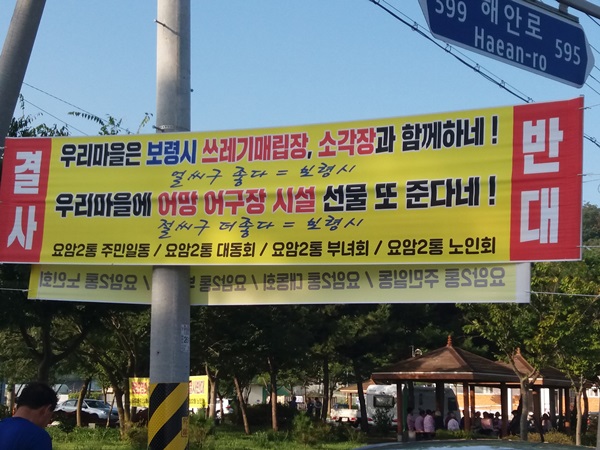 599 해안로 595
Haean-ro
결사
우리마을은 보령시 쓰레기매립장, 소각장과 함께하네!
얼씨구 좋다 = 보령시
우리마을에 어망 어구장 시설 선물 또 준다네!
절씨구 더좋다 = 보령시
요암2통 주민일동 / 요암2통 대동회 / 요암2통 부녀회 / 요암2통 노인회
반대